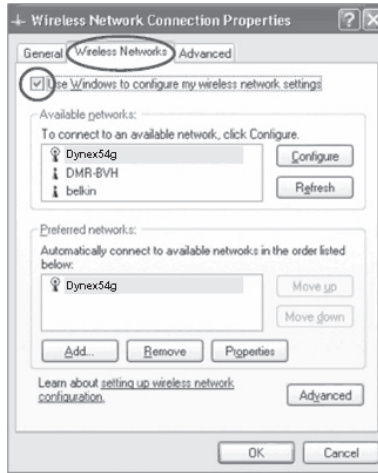 Wireless Network Connection Properties
General Wireless Networks Advanced
Use Windows to configure my wireless network settings
Available networks:
To connect to an available network, click Configure.
Dynex54g
DMR-BVH
belkin
Configure
Refresh
Preferred networks:
Automatically connect to available networks in the order listed
below:
Dynex54g
Move up
Move down
Add... Remove Properties
Learn about setting up wireless network
configuration.
Advanced
OK Cancel